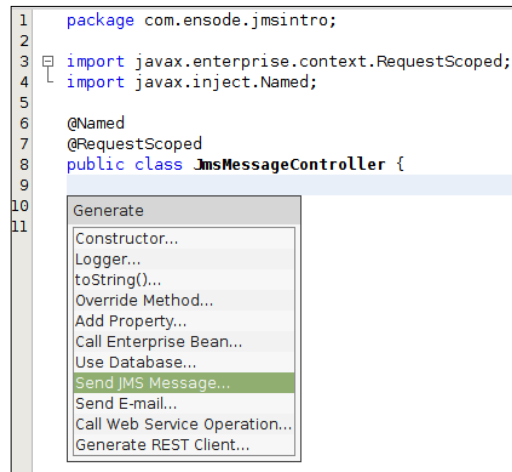 1 package com.ensode.jmsintro;
2
3 import javax.enterprise.context.RequestScoped;
4 import javax.inject.Named;
5
6 @Named
7 @RequestScoped
8 public class JmsMessageController {
9
10
11
Generate
Constructor...
Logger...
toString()...
Override Method...
Add Property...
Call Enterprise Bean...
Use Database...
Send JMS Message...
Send E-mail...
Call Web Service Operation...
Generate REST Client...